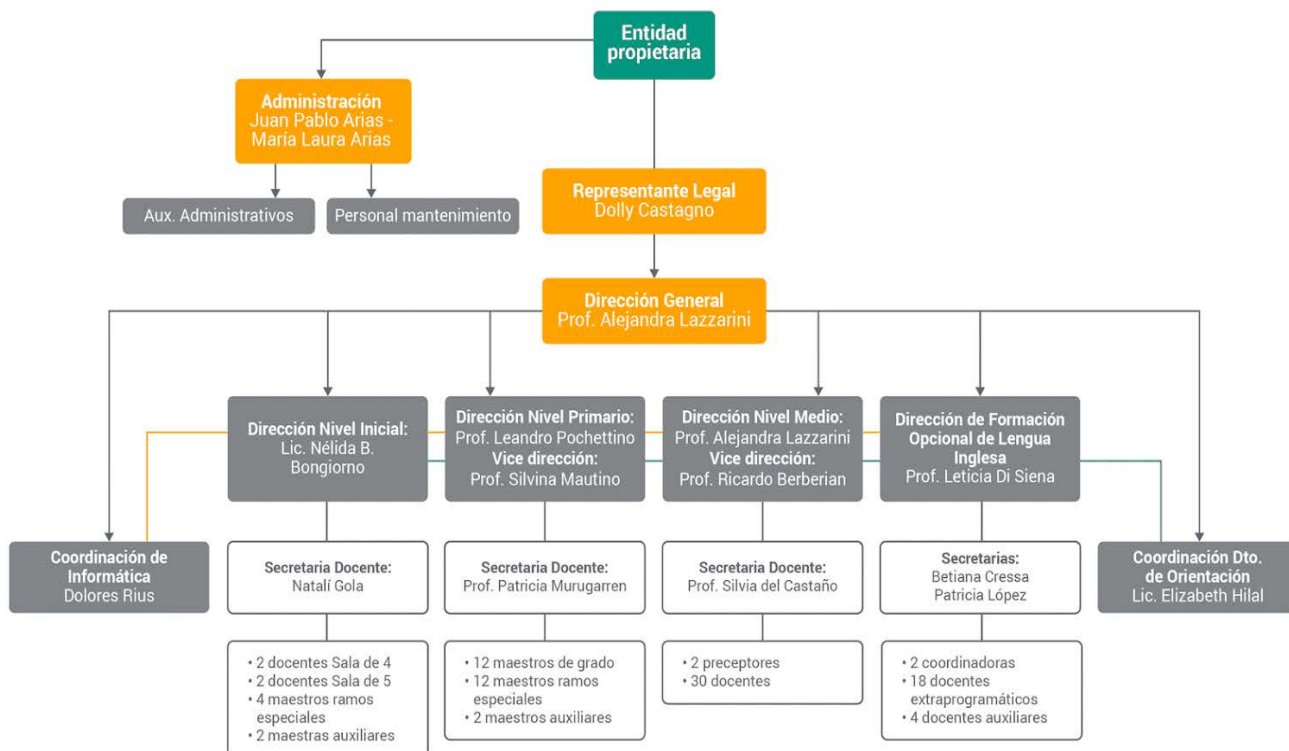 Entidad
propietaria
Administración
Juan Pablo Arias -
María Laura Arias
Aux. Administrativos
Personal mantenimiento
Representante Legal
Dolly Castagno
Dirección General
Prof. Alejandra Lazzarini
Dirección Nivel Inicial:
Lic. Nélida B.
Bongiorno
Dirección Nivel Primario:
Prof. Leandro Pochettino
Vice dirección:
Prof. Silvina Mautino
Dirección Nivel Medio:
Prof. Alejandra Lazzarini
Vice dirección:
Prof. Ricardo Berberian
Dirección de Formación
Opcional de Lengua
Inglesa
Prof. Leticia Di Siena
Coordinación de
Informática
Dolores Rius
Secretaria Docente:
Natalí Gola
Secretaria Docente:
Prof. Patricia Murugarren
Secretaria Docente:
Prof. Silvia del Castaño
Secretarias:
Betiana Cressa
Patricia López
Coordinación Dto.
de Orientación
Lic. Elizabeth Hilal
• 2 docentes Sala de 4
• 2 docentes Sala de 5
• 4 maestros ramos
especiales
• 2 maestras auxiliares
• 12 maestros de grado
• 12 maestros ramos
especiales
• 2 maestros auxiliares
• 2 preceptores
• 30 docentes
• 2 coordinadoras
• 18 docentes
extraprogramáticos
• 4 docentes auxiliares